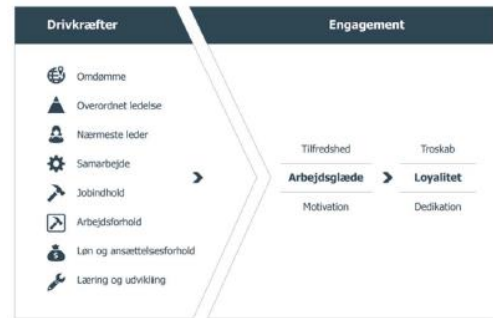 Drivkræfter
Engagement
Omdømme
Overordnet ledelse
Nærmeste leder
Samarbejde
Jobindhold
Arbejdsforhold
Løn og ansættelsesforhold
Læring og udvikling
Tilfredshed
Arbejdsglæde
Motivation
Troskab
Loyalitet
Dedikation